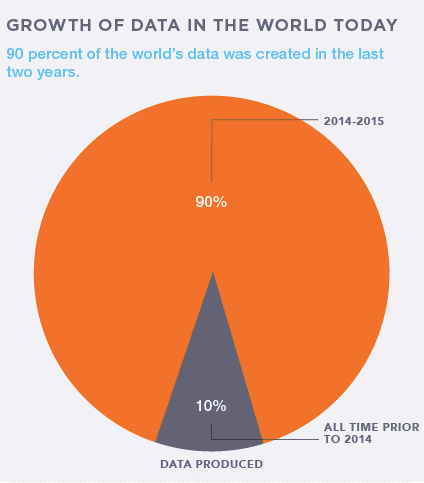 GROWTH OF DATA IN THE WORLD TODAY
90 percent of the world's data was created in the last
two years.
2014-2015
90%
10%
ALL TIME PRIOR
TO 2014
DATA PRODUCED